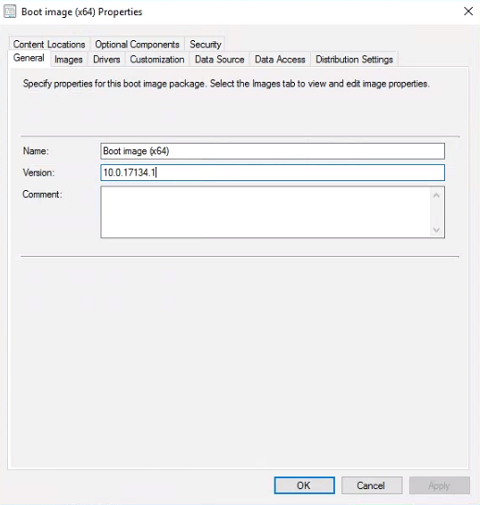 Boot image (x64) Properties
Content Locations Optional Components Security
General Images Drivers Customization Data Source Data Access Distribution Settings
Specify properties for this boot image package. Select the Images tab to view and edit image properties.
Name: Boot image (x64)
Version: 10.0.17134.1
Comment:
OK Cancel Apply